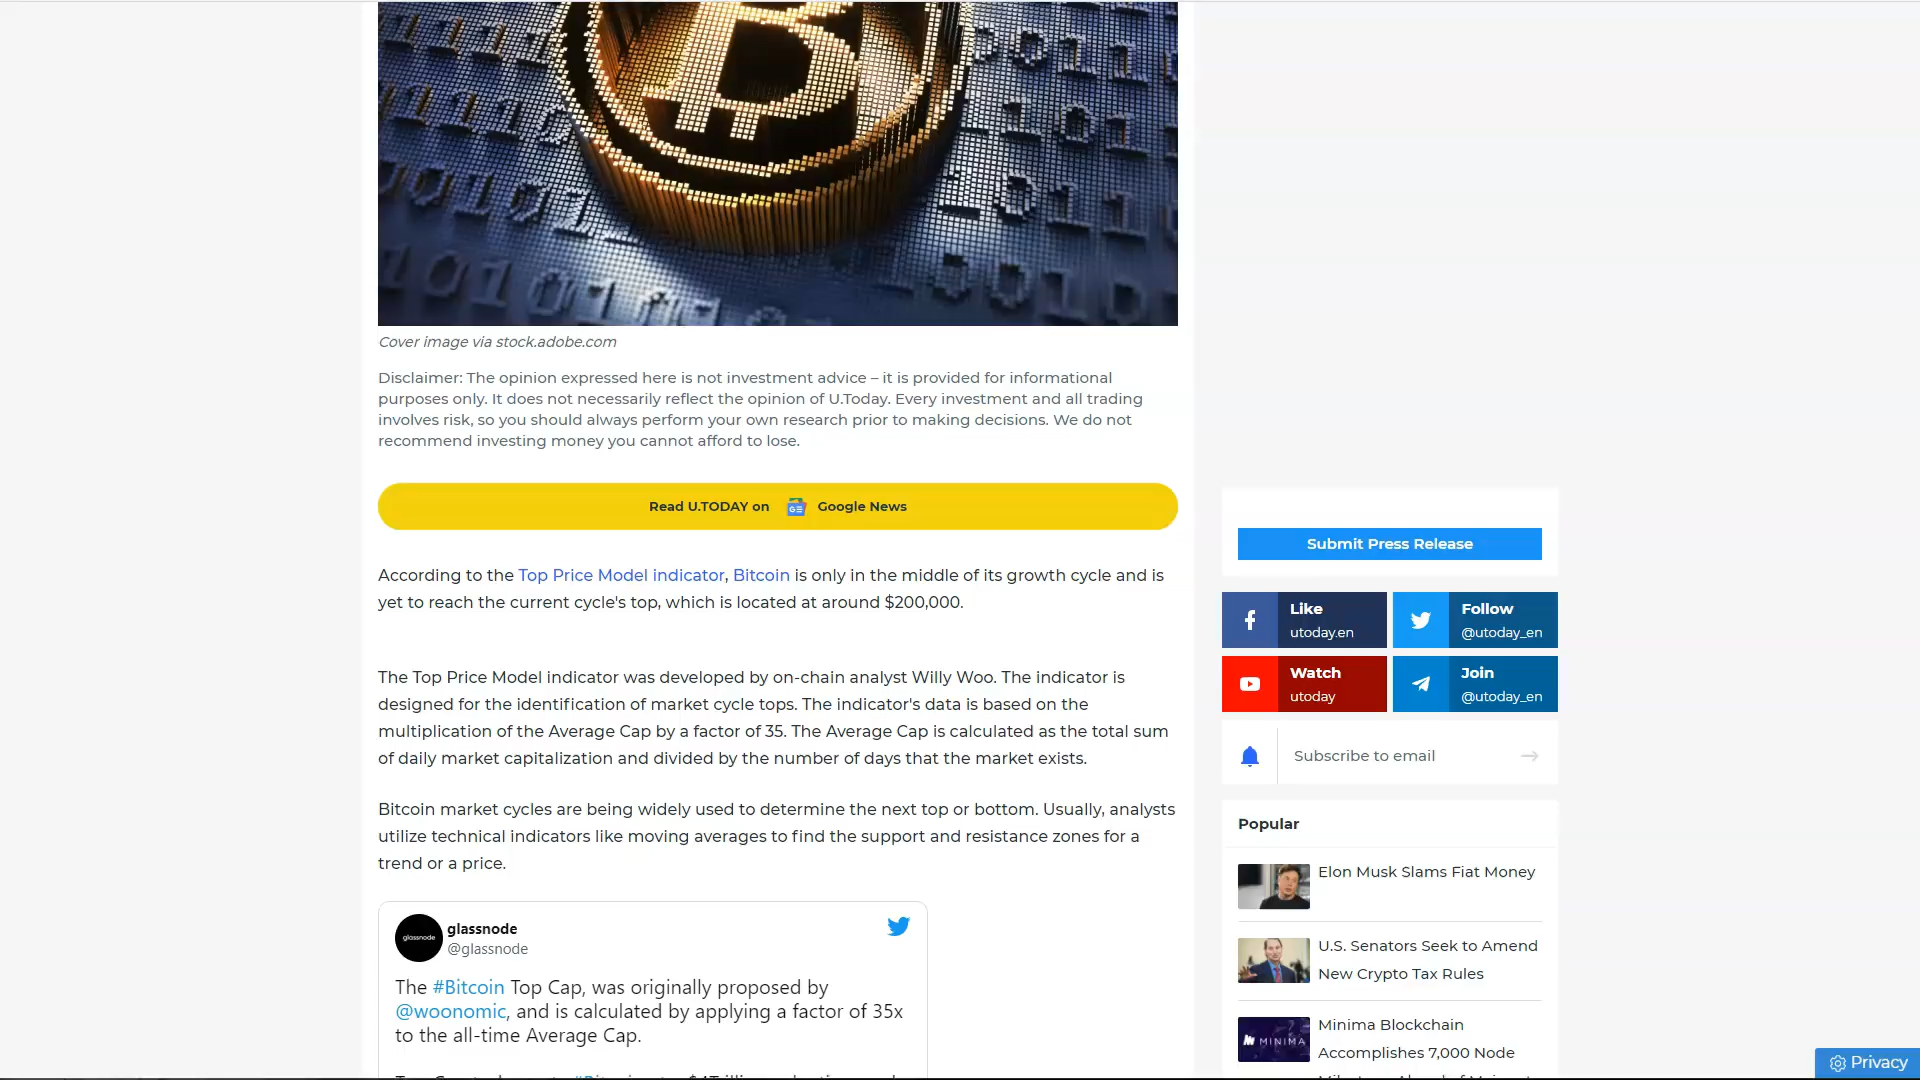 Cover image via stock.adobe.com
Disclaimer: The opinion expressed here is not investment advice – it is provided for informational
purposes only. It does not necessarily reflect the opinion of U.Today. Every investment and all trading
involves risk, so you should always perform your own research prior to making decisions. We do not
recommend investing money you cannot afford to lose.
Read U.TODAY on Google News
According to the Top Price Model indicator, Bitcoin is only in the middle of its growth cycle and is
yet to reach the current cycle's top, which is located at around $200,000.
The Top Price Model indicator was developed by on-chain analyst Willy Woo. The indicator is
designed for the identification of market cycle tops. The indicator's data is based on the
multiplication of the Average Cap by a factor of 35. The Average Cap is calculated as the total sum
of daily market capitalization and divided by the number of days that the market exists.
Bitcoin market cycles are being widely used to determine the next top or bottom. Usually, analysts
utilize technical indicators like moving averages to find the support and resistance zones for a
trend or a price.
glassnode
glassnode
@glassnode
The #Bitcoin Top Cap, was originally proposed by
@woonomic, and is calculated by applying a factor of 35x
to the all-time Average Cap.
Submit Press Release
Like
utoday.en
Follow
@utoday_en
Watch
utoday
Join
@utoday_en
Subscribe to email
Popular
Elon Musk Slams Fiat Money
U.S. Senators Seek to Amend
New Crypto Tax Rules
MINIMA
Minima Blockchain
Accomplishes 7,000 Node
Privacy